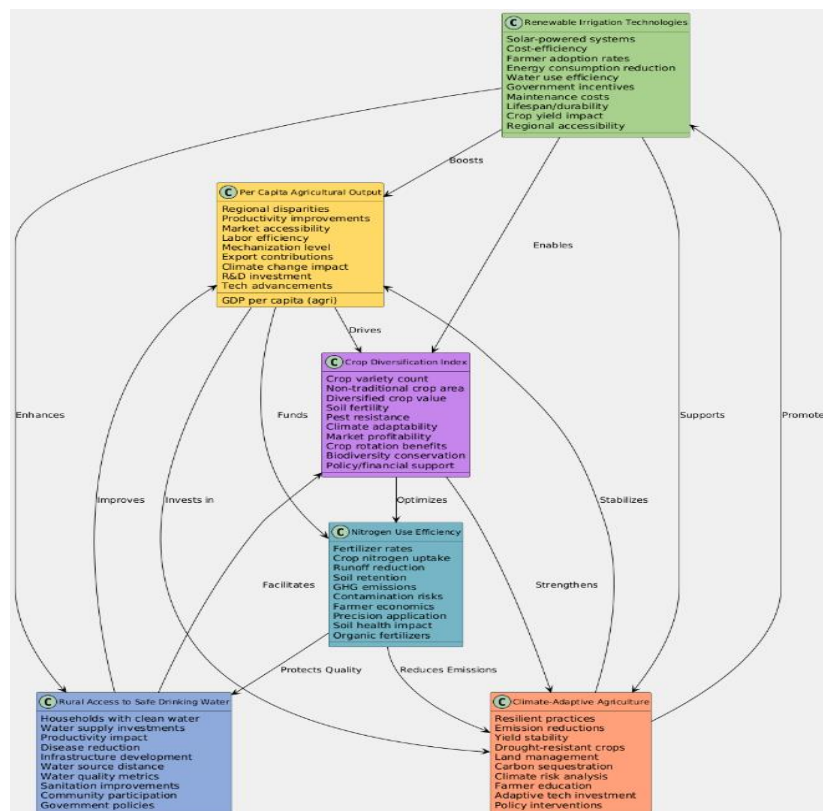 C Renewable Irrigation Technologies
Solar-powered systems
Cost-efficiency
Farmer adoption rates
Energy consumption reduction
Water use efficiency
Government incentives
Maintenance costs
Lifespan/durability
Crop yield impact
Regional accessibility
Boosts
C Per Capita Agricultural Output
Regional disparities
Productivity improvements
Market accessibility
Labor efficiency
Mechanization level
Export contributions
Climate change impact
R&D investment
Tech advancements
GDP per capita (agri)
Enables
Drives
C Crop Diversification Index
Crop variety count
Non-traditional crop area
Diversified crop value
Soil fertility
Pest resistance
Climate adaptability
Market profitability
Crop rotation benefits
Biodiversity conservation
Policy/financial support
Enhances
Funds
Supports
Promote
Improves
Invests in
Optimizes
Stabilizes
C Nitrogen Use Efficiency
Fertilizer rates
Crop nitrogen uptake
Runoff reduction
Soil retention
GHG emissions
Contamination risks
Farmer economics
Precision application
Soil health impact
Organic fertilizers
Facilitates
Strengthens
Protects Quality
Reduces Emissions
C Rural Access to Safe Drinking Water
Households with clean water
Water supply investments
Productivity impact
Disease reduction
Infrastructure development
Water source distance
Water quality metrics
Sanitation improvements
Community participation
Government policies
C Climate-Adaptive Agriculture
Resilient practices
Emission reductions
Yield stability
Drought-resistant crops
Land management
Carbon sequestration
Climate risk analysis
Farmer education
Adaptive tech investment
Policy interventions